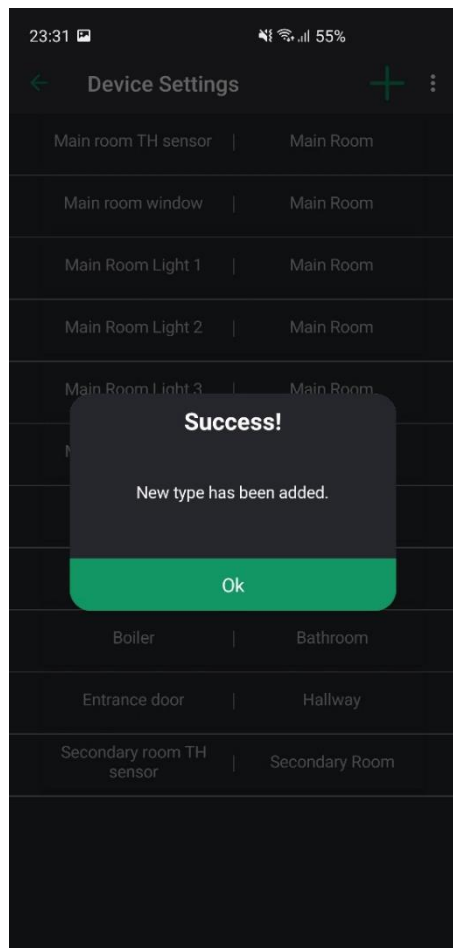 23:31 55%
Device Settings
Main room TH sensor | Main Room
Main room window | Main Room
Main Room Light 1 | Main Room
Main Room Light 2 | Main Room
Main Room Light 3 | Main Room
Success!
New type has been added.
Ok
Boiler | Bathroom
Entrance door | Hallway
Secondary room TH
sensor | Secondary Room